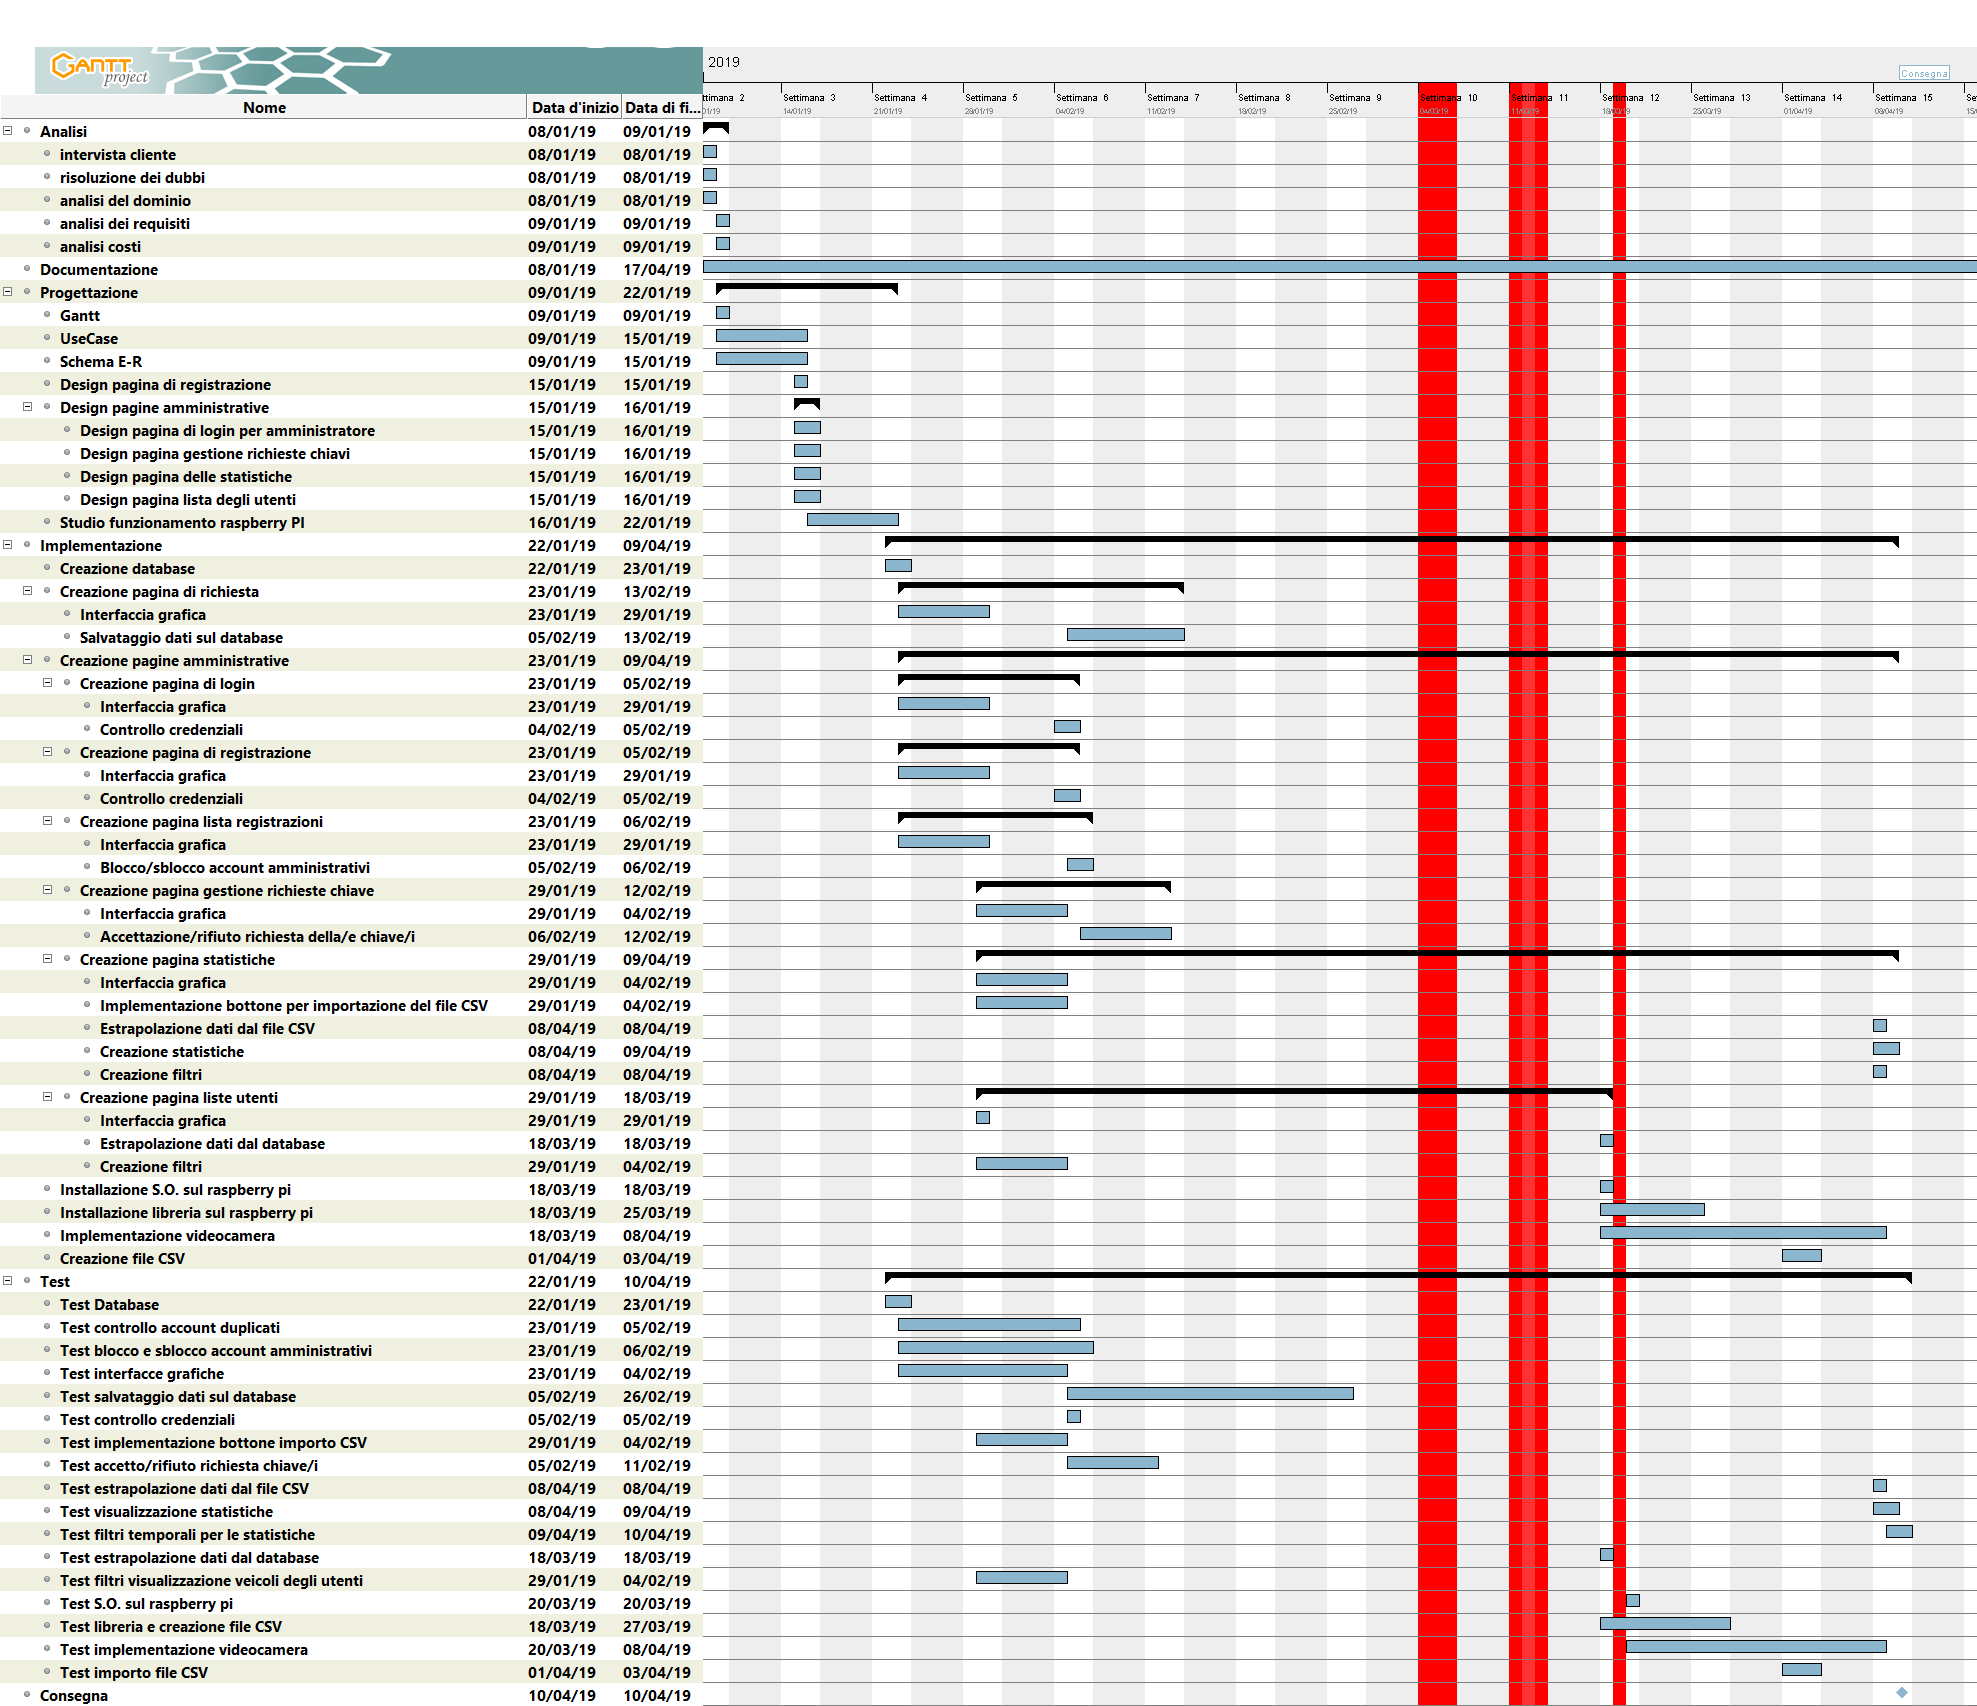 GANTT project
2019
Consegna
Nome Data d'inizio Data di fi...
ttimana 2 Settimana 3 Settimana 4 Settimana 5 Settimana 6 Settimana 7 Settimana 8 Settimana 9 Settimana 10 Settimana 11 Settimana 12 Settimana 13 Settimana 14 Settimana 15 Se
01/19 14/01/19 21/01/19 28/01/19 04/02/19 11/02/19 18/02/19 25/02/19 04/03/19 11/03/19 18/03/19 25/03/19 01/04/19 08/04/19 15/
Analisi 08/01/19 09/01/19
intervista cliente 08/01/19 08/01/19
risoluzione dei dubbi 08/01/19 08/01/19
analisi del dominio 08/01/19 08/01/19
analisi dei requisiti 09/01/19 09/01/19
analisi costi 09/01/19 09/01/19
Documentazione 08/01/19 17/04/19
Progettazione 09/01/19 22/01/19
Gantt 09/01/19 09/01/19
UseCase 09/01/19 15/01/19
Schema E-R 09/01/19 15/01/19
Design pagina di registrazione 15/01/19 15/01/19
Design pagine amministrative 15/01/19 16/01/19
Design pagina di login per amministratore 15/01/19 16/01/19
Design pagina gestione richieste chiavi 15/01/19 16/01/19
Design pagina delle statistiche 15/01/19 16/01/19
Design pagina lista degli utenti 15/01/19 16/01/19
Studio funzionamento raspberry PI 16/01/19 22/01/19
Implementazione 22/01/19 09/04/19
Creazione database 22/01/19 23/01/19
Creazione pagina di richiesta 23/01/19 13/02/19
Interfaccia grafica 23/01/19 29/01/19
Salvataggio dati sul database 05/02/19 13/02/19
Creazione pagine amministrative 23/01/19 09/04/19
Creazione pagina di login 23/01/19 05/02/19
Interfaccia grafica 23/01/19 29/01/19
Controllo credenziali 04/02/19 05/02/19
Creazione pagina di registrazione 23/01/19 05/02/19
Interfaccia grafica 23/01/19 29/01/19
Controllo credenziali 04/02/19 05/02/19
Creazione pagina lista registrazioni 23/01/19 06/02/19
Interfaccia grafica 23/01/19 29/01/19
Blocco/sblocco account amministrativi 05/02/19 06/02/19
Creazione pagina gestione richieste chiave 29/01/19 12/02/19
Interfaccia grafica 29/01/19 04/02/19
Accettazione/rifiuto richiesta della/e chiave/i 06/02/19 12/02/19
Creazione pagina statistiche 29/01/19 09/04/19
Interfaccia grafica 29/01/19 04/02/19
Implementazione bottone per importazione del file CSV 29/01/19 04/02/19
Estrapolazione dati dal file CSV 08/04/19 08/04/19
Creazione statistiche 08/04/19 09/04/19
Creazione filtri 08/04/19 08/04/19
Creazione pagina liste utenti 29/01/19 18/03/19
Interfaccia grafica 29/01/19 29/01/19
Estrapolazione dati dal database 18/03/19 18/03/19
Creazione filtri 29/01/19 04/02/19
Installazione S.O. sul raspberry pi 18/03/19 18/03/19
Installazione libreria sul raspberry pi 18/03/19 25/03/19
Implementazione videocamera 18/03/19 08/04/19
Creazione file CSV 01/04/19 03/04/19
Test 22/01/19 10/04/19
Test Database 22/01/19 23/01/19
Test controllo account duplicati 23/01/19 05/02/19
Test blocco e sblocco account amministrativi 23/01/19 06/02/19
Test interfacce grafiche 23/01/19 04/02/19
Test salvataggio dati sul database 05/02/19 26/02/19
Test controllo credenziali 05/02/19 05/02/19
Test implementazione bottone importo CSV 29/01/19 04/02/19
Test accetto/rifiuto richiesta chiave/i 05/02/19 11/02/19
Test estrapolazione dati dal file CSV 08/04/19 08/04/19
Test visualizzazione statistiche 08/04/19 09/04/19
Test filtri temporali per le statistiche 09/04/19 10/04/19
Test estrapolazione dati dal database 18/03/19 18/03/19
Test filtri visualizzazione veicoli degli utenti 29/01/19 04/02/19
Test S.O. sul raspberry pi 20/03/19 20/03/19
Test libreria e creazione file CSV 18/03/19 27/03/19
Test implementazione videocamera 20/03/19 08/04/19
Test importo file CSV 01/04/19 03/04/19
Consegna 10/04/19 10/04/19